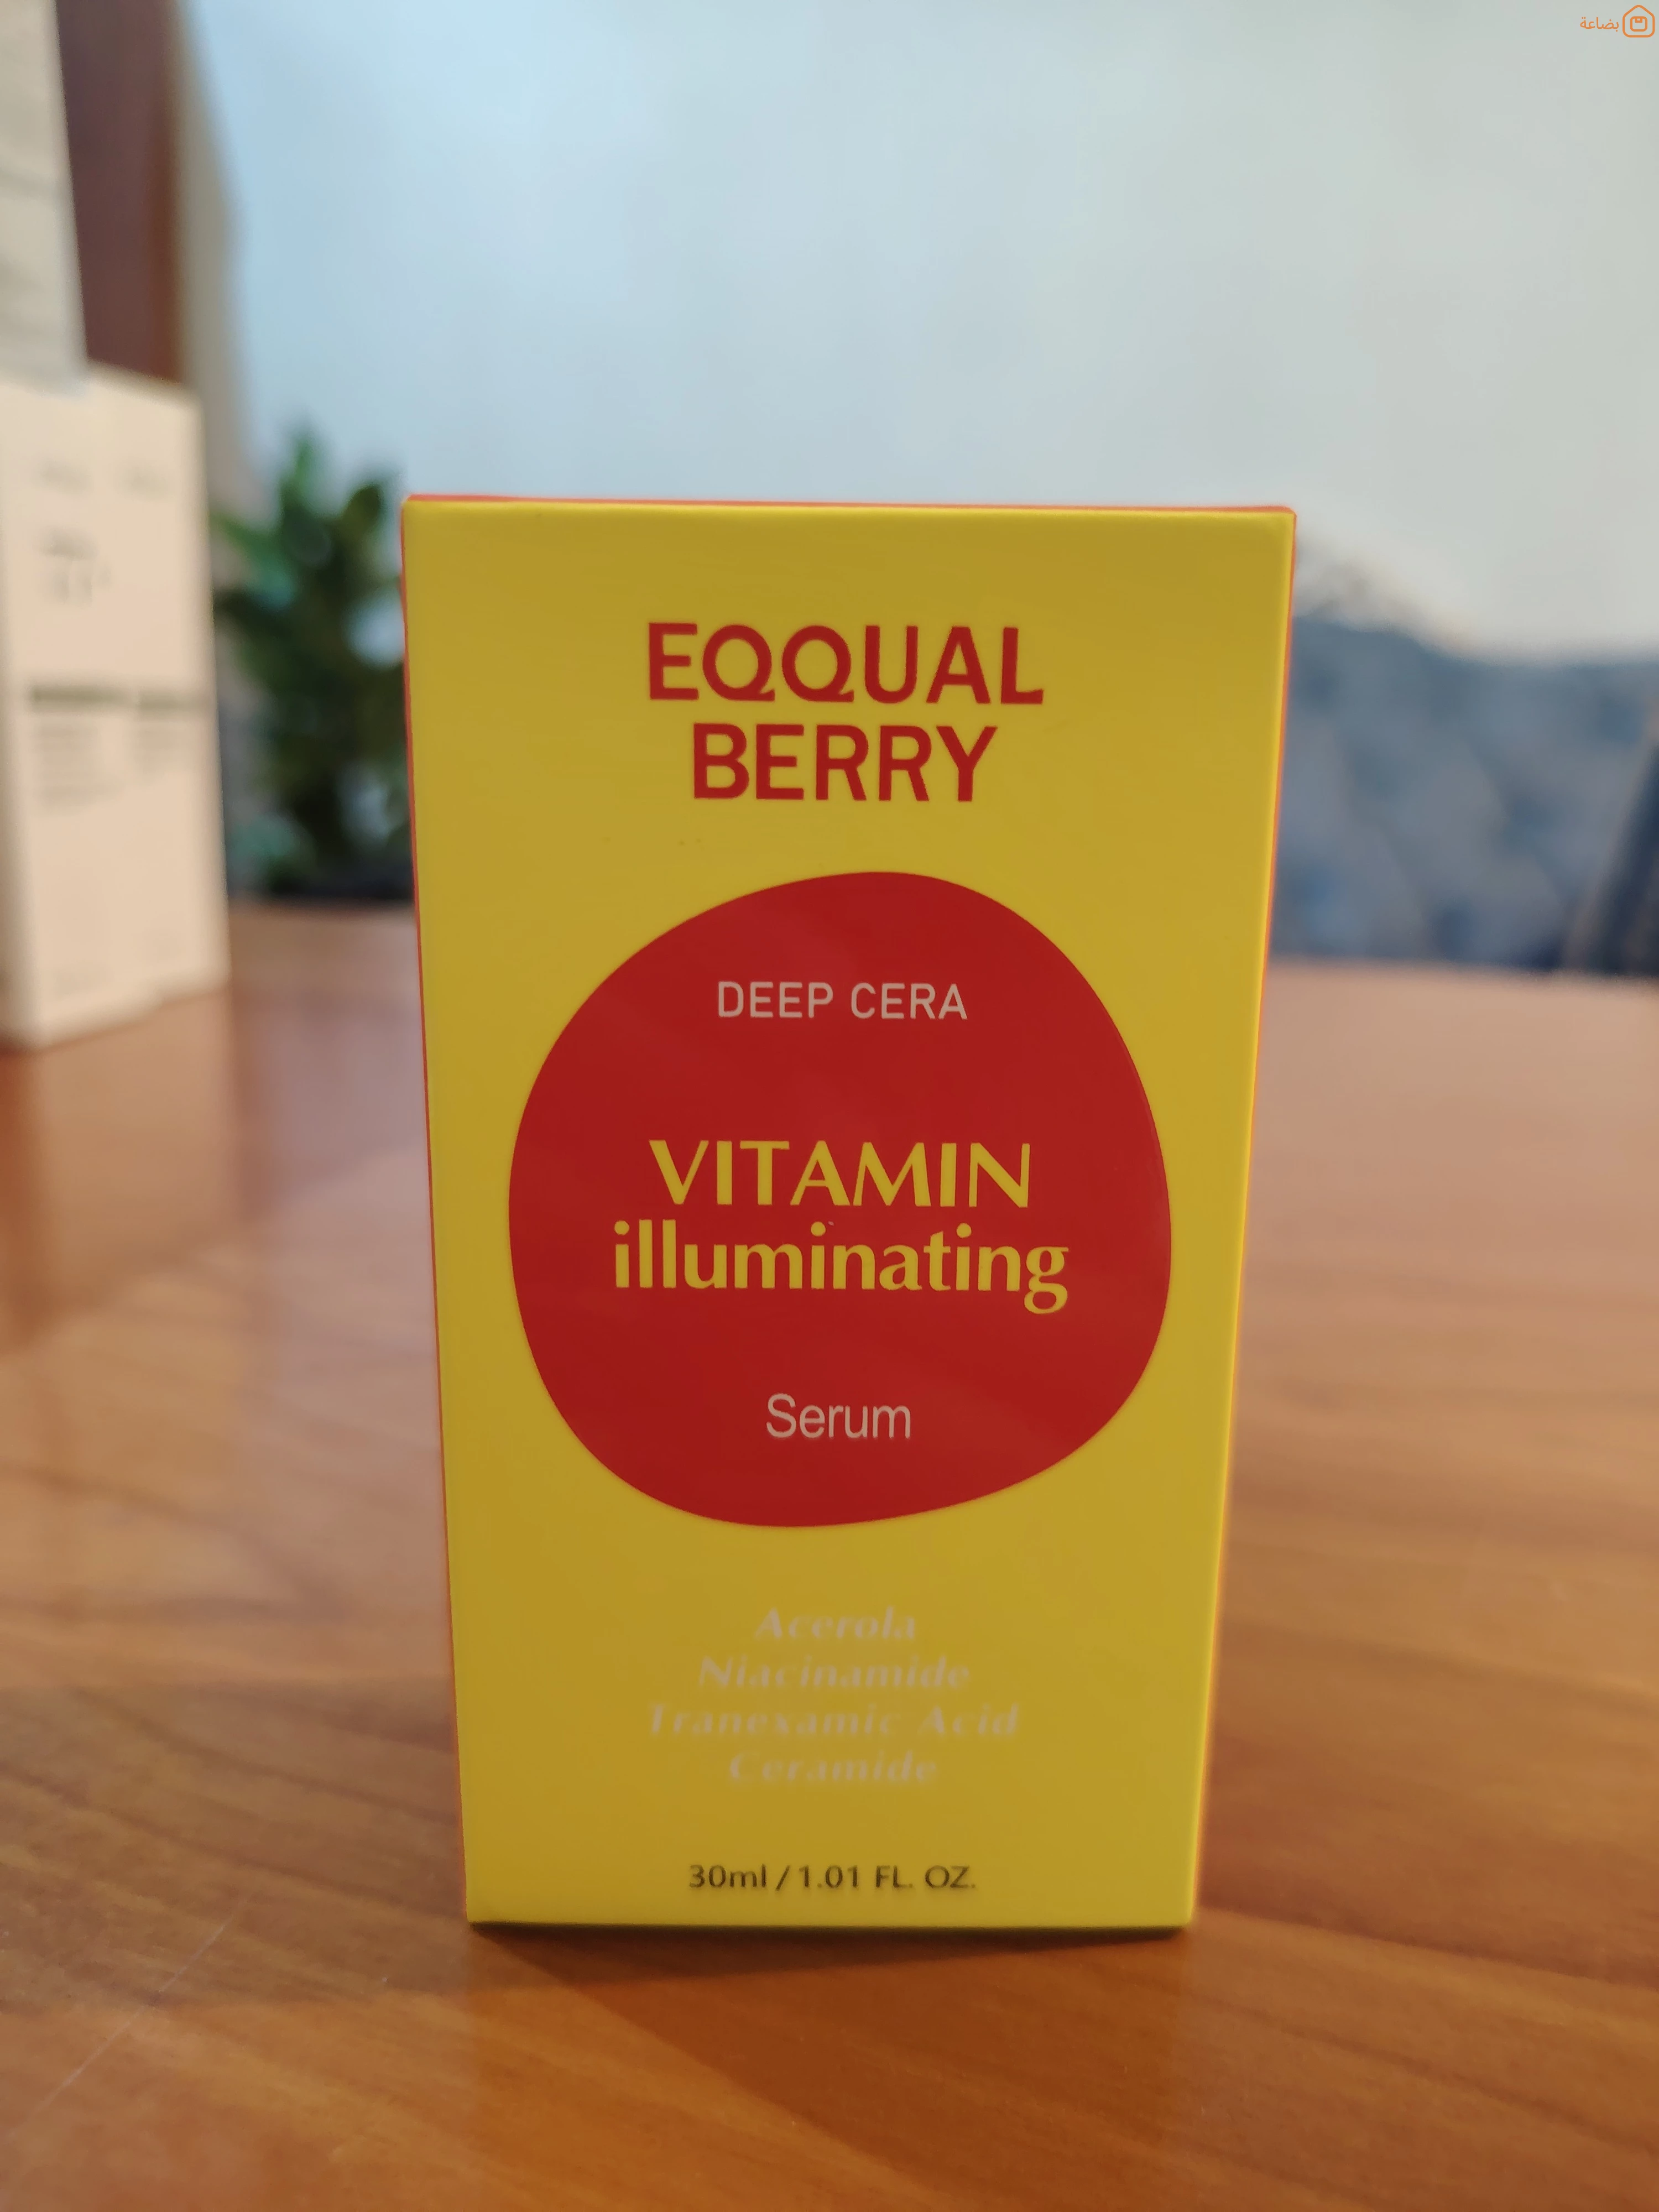 بضاعة
EQQUAL
BERRY
DEEP CERA
VITAMIN
illuminating
Serum
Acerola
Niacinamide
Tranexamic Acid
Ceramide
30ml / 1.01 FL. OZ.